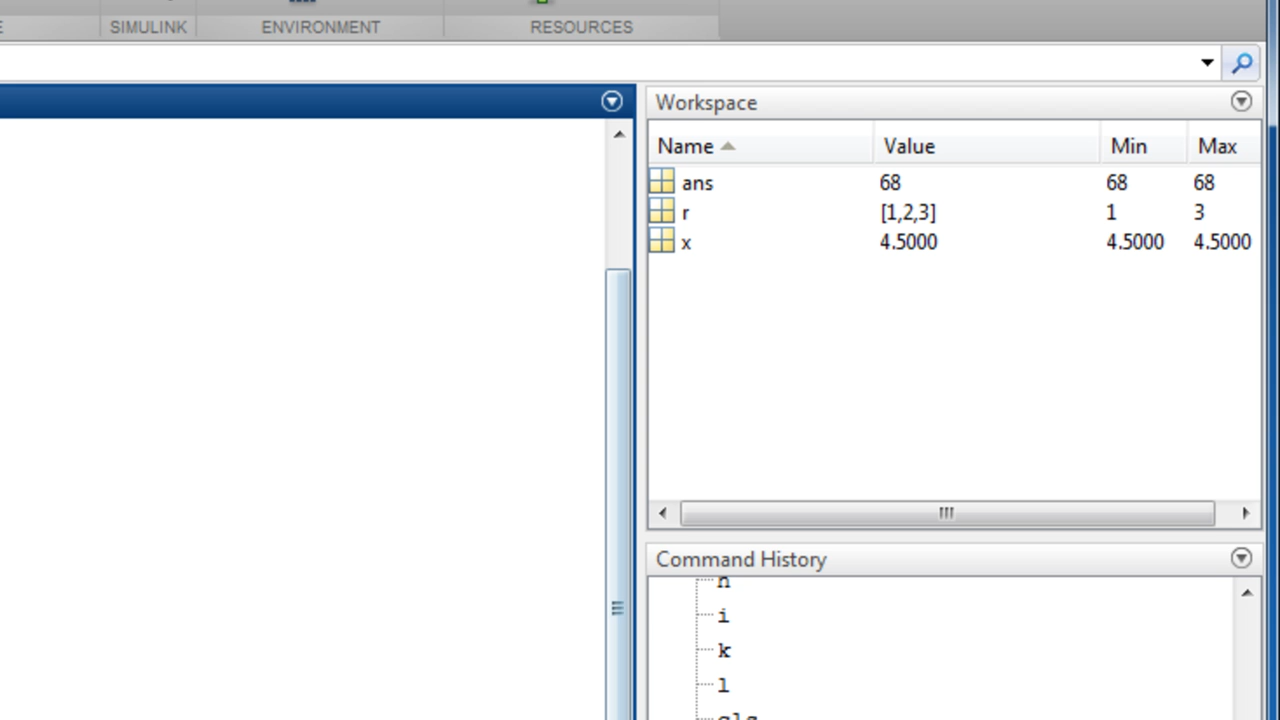 SIMULINK ENVIRONMENT RESOURCES
Workspace
Name Value Min Max
ans 68 68 68
r [1,2,3] 1 3
x 4.5000 4.5000 4.5000
Command History
i
k
l